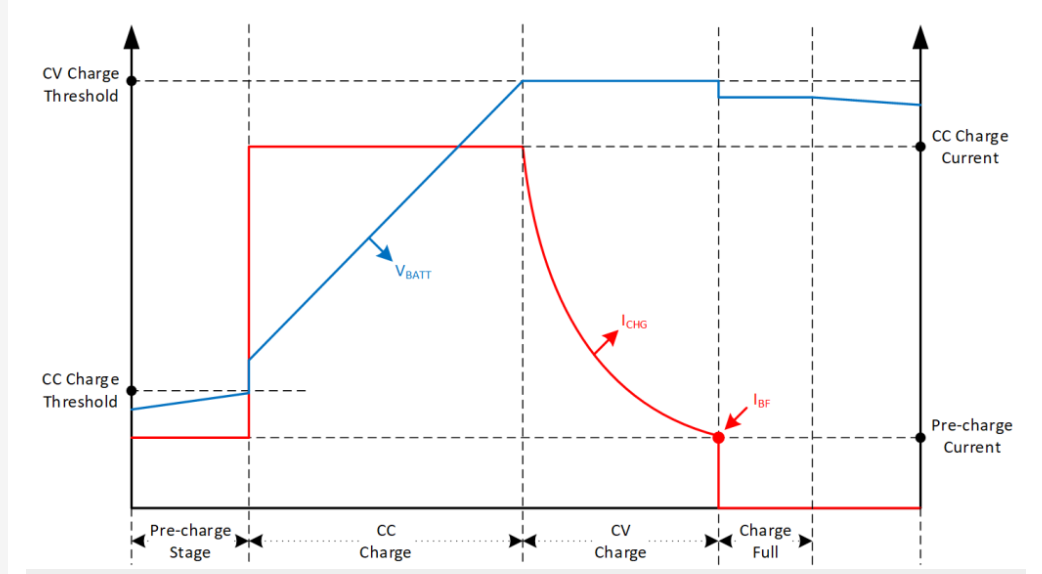 CV Charge
Threshold
CC Charge
Current
VBATT
ICHG
CC Charge
Threshold
IBF
Pre-charge
Current
Pre-charge
Stage
CC
Charge
CV
Charge
Charge
Full